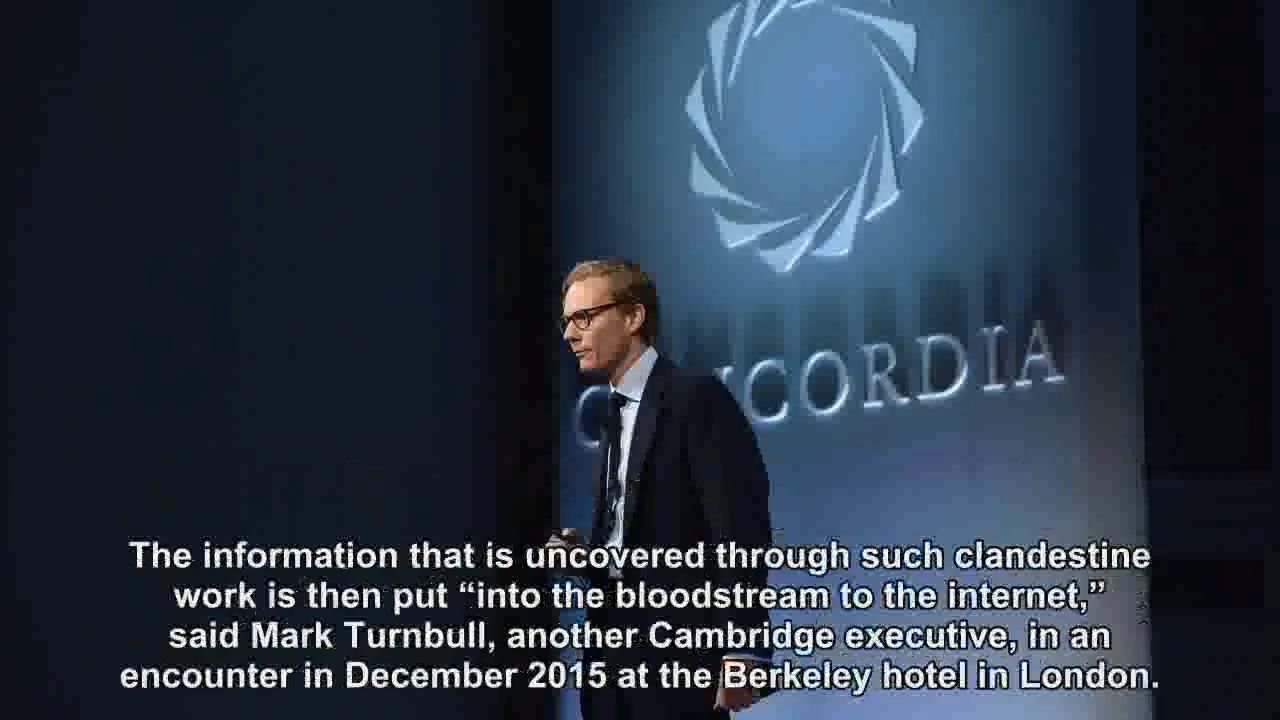 CONCORDIA
The information that is uncovered through such clandestine
work is then put “into the bloodstream to the internet,”
said Mark Turnbull, another Cambridge executive, in an
encounter in December 2015 at the Berkeley hotel in London.